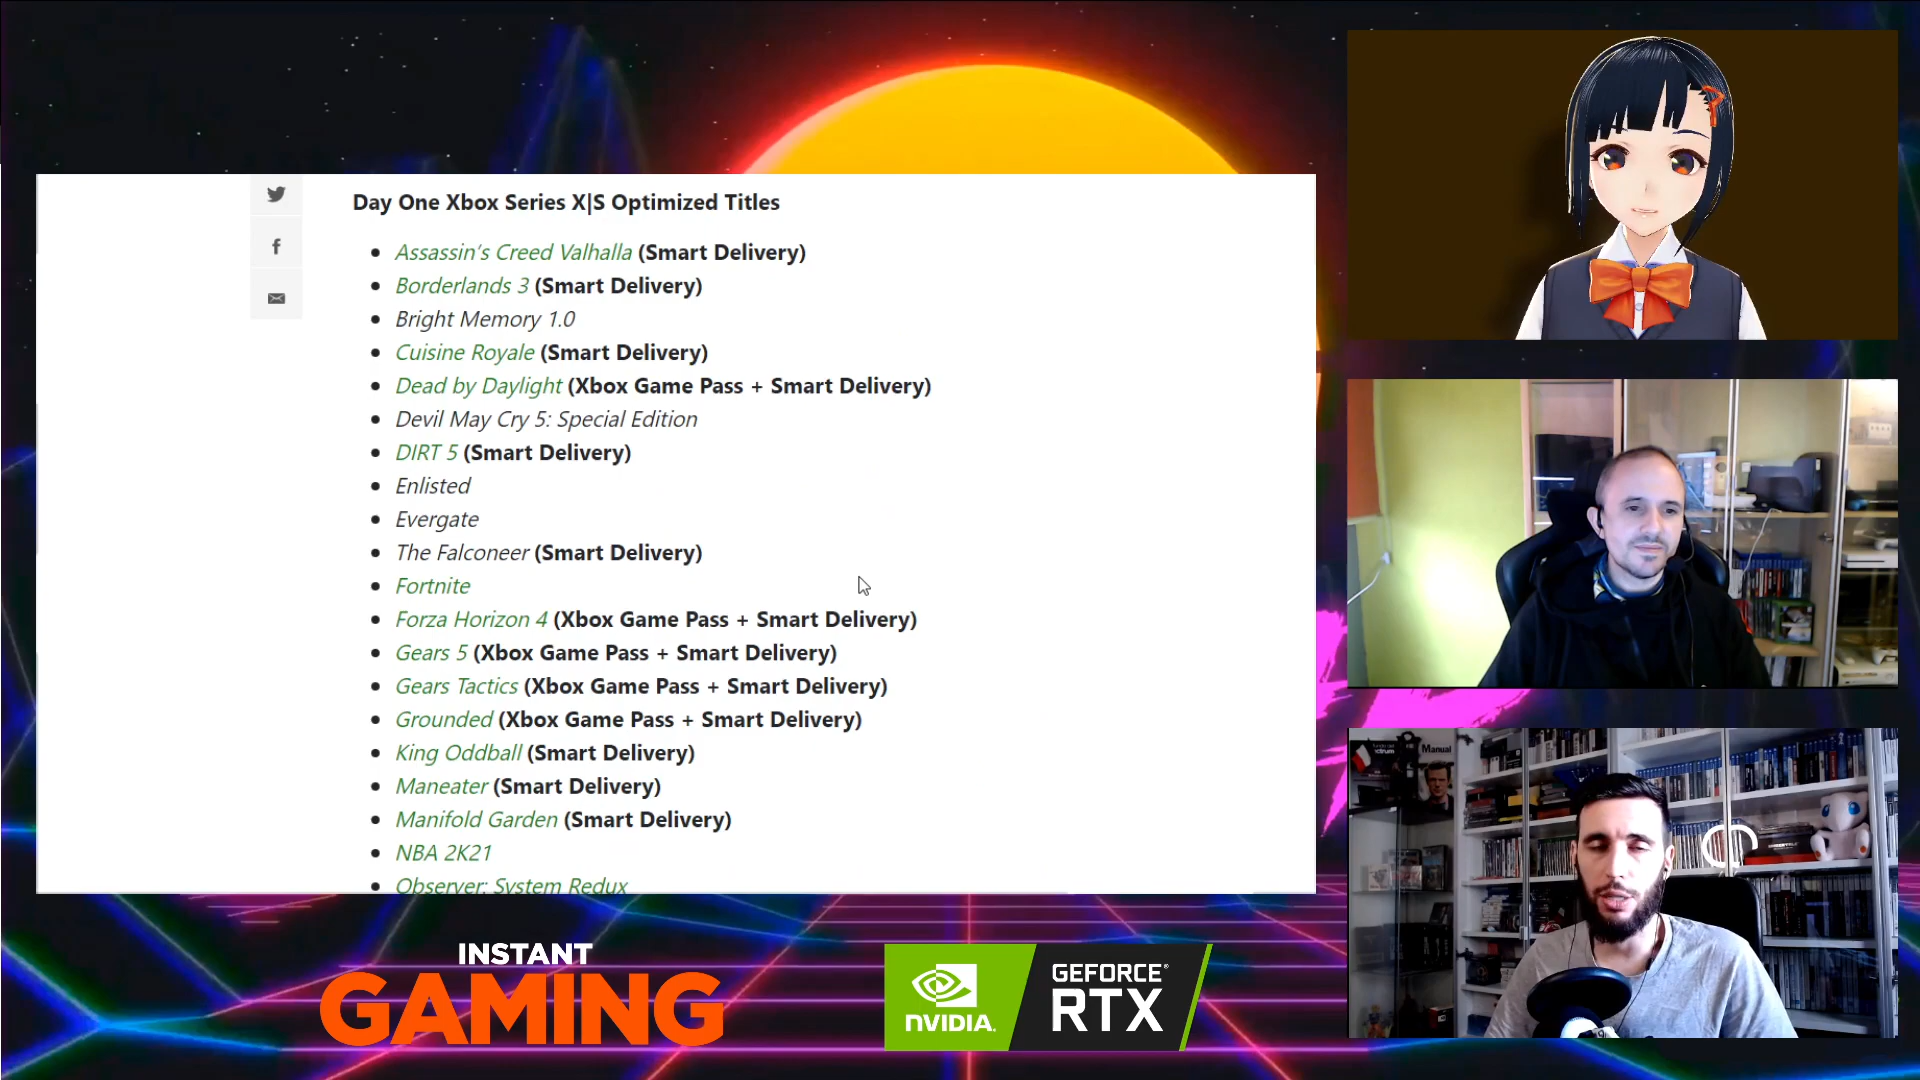 Day One Xbox Series X|S Optimized Titles
Assassin's Creed Valhalla (Smart Delivery)
Borderlands 3 (Smart Delivery)
Bright Memory 1.0
Cuisine Royale (Smart Delivery)
Dead by Daylight (Xbox Game Pass + Smart Delivery)
Devil May Cry 5: Special Edition
DIRT 5 (Smart Delivery)
Enlisted
Evergate
The Falconeer (Smart Delivery)
Fortnite
Forza Horizon 4 (Xbox Game Pass + Smart Delivery)
Gears 5 (Xbox Game Pass + Smart Delivery)
Gears Tactics (Xbox Game Pass + Smart Delivery)
Grounded (Xbox Game Pass + Smart Delivery)
King Oddball (Smart Delivery)
Maneater (Smart Delivery)
Manifold Garden (Smart Delivery)
NBA 2K21
Observer: System Redux
INSTANT
GAMING
NVIDIA.
GEFORCE®
RTX
Manual